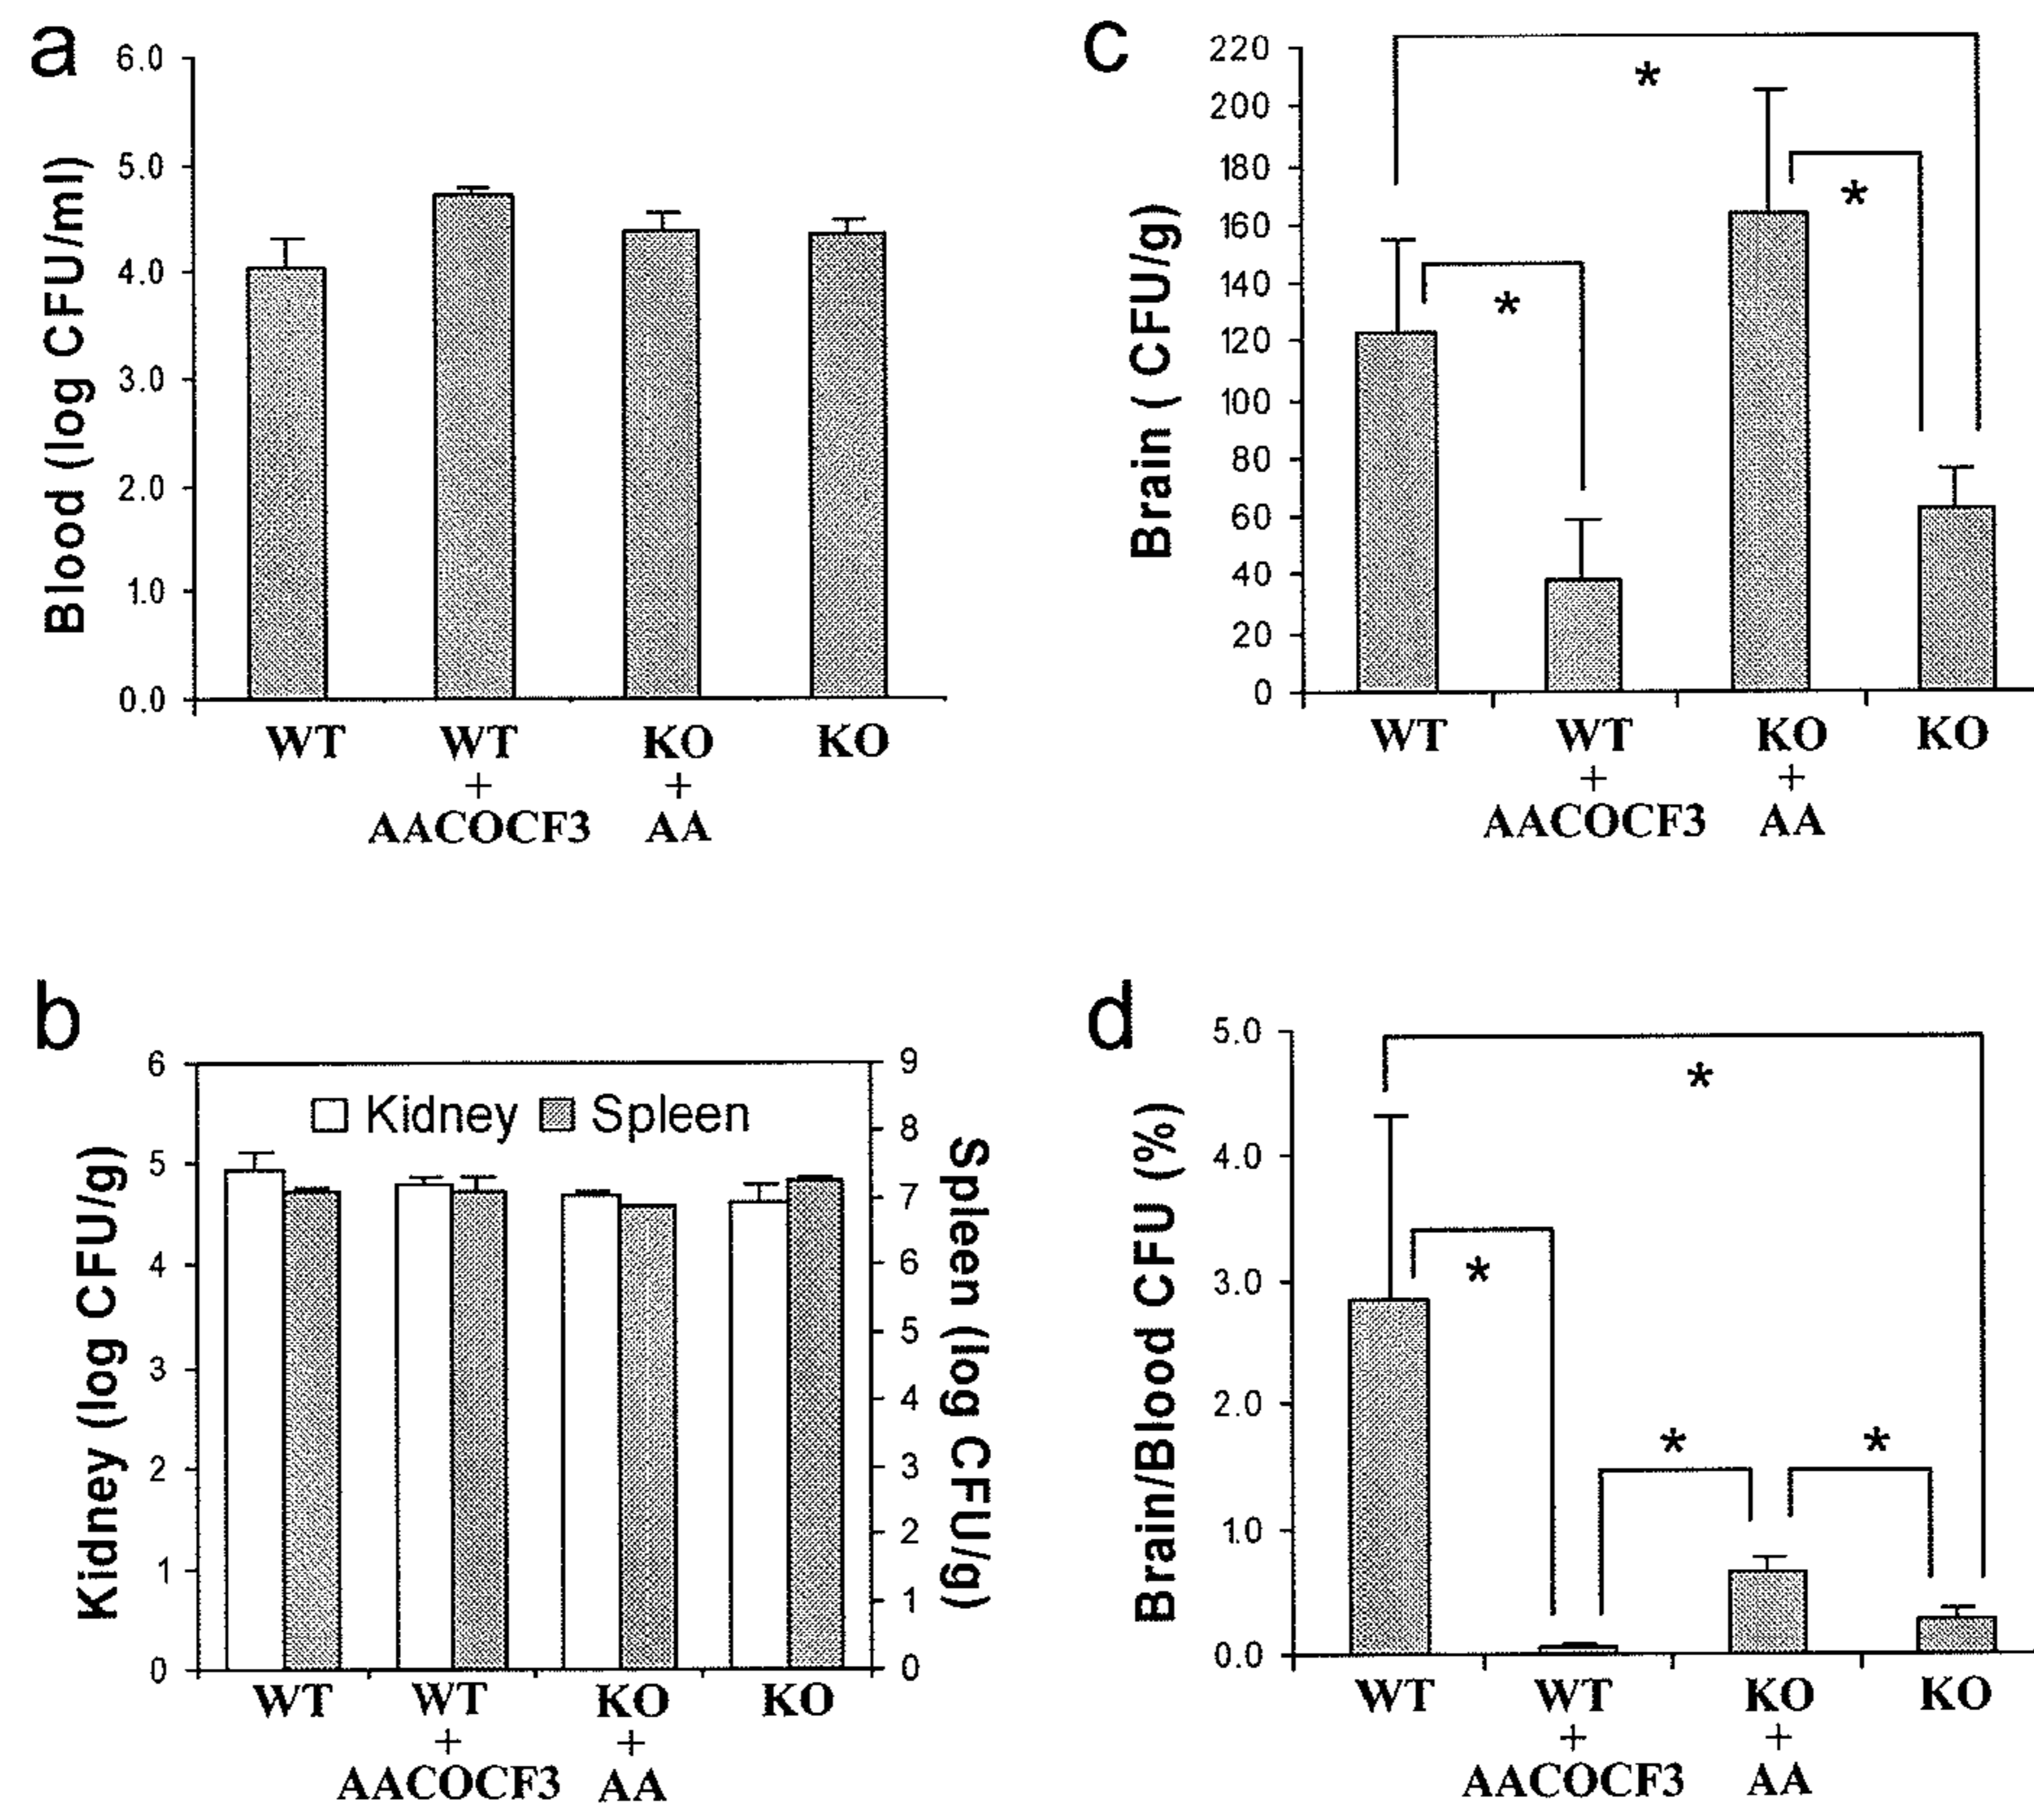 a
Blood (log CFU/ml)
6.0
5.0
4.0
3.0
2.0
1.0
0.0
WT
WT
+
AACOCF3
KO
+
AA
KO
c
Brain ( CFU/g)
220
200
180
160
140
120
100
80
60
40
20
0
*
*
*
WT
WT
+
AACOCF3
KO
+
AA
KO
b
Kidney (log CFU/g)
6
5
4
3
2
1
0
Kidney Spleen
9
8
7
6
5
4
3
2
1
0
Spleen (log CFU/g)
WT
WT
+
AACOCF3
KO
+
AA
KO
d
Brain/Blood CFU (%)
5.0
4.0
3.0
2.0
1.0
0.0
*
*
*
*
WT
WT
+
AACOCF3
KO
+
AA
KO